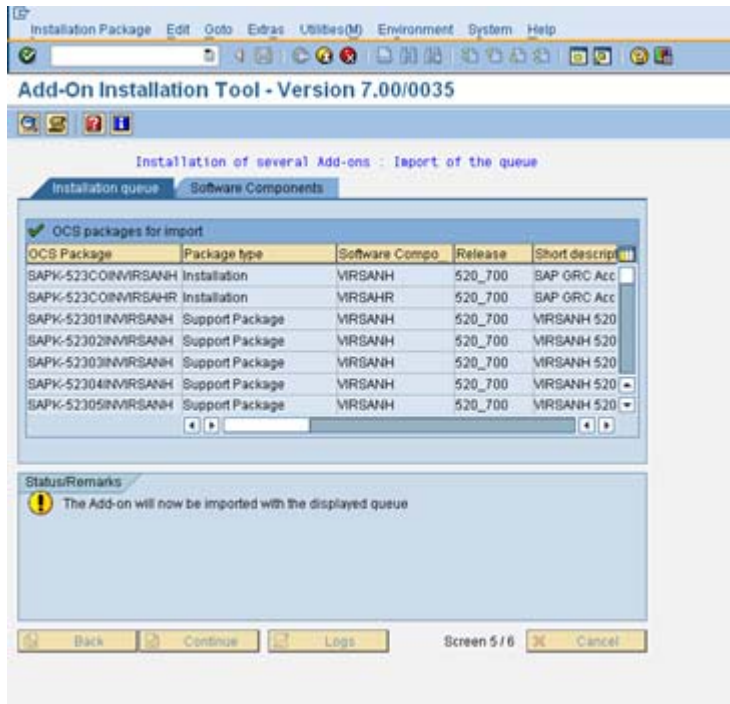 Installation Package Edit Goto Extras Utilities(M) Environment System Help
Add-On Installation Tool - Version 7.00/0035
Installation of several Add-ons : Import of the queue
Installation queue Software Components
OCS packages for import
OCS Package Package type Software Compo Release Short descript
SAPK-523COINVIRSANH Installation VIRSANH 520_700 SAP GRC Acc
SAPK-523COINVIRSAHR Installation VIRSAHR 520_700 SAP GRC Acc
SAPK-52301INVIRSANH Support Package VIRSANH 520_700 VIRSANH 520
SAPK-52302INVIRSANH Support Package VIRSANH 520_700 VIRSANH 520
SAPK-52303INVIRSANH Support Package VIRSANH 520_700 VIRSANH 520
SAPK-52304INVIRSANH Support Package VIRSANH 520_700 VIRSANH 520
SAPK-52305INVIRSANH Support Package VIRSANH 520_700 VIRSANH 520
Status/Remarks
The Add-on will now be imported with the displayed queue
Back Continue Logs Screen 5 / 6 Cancel